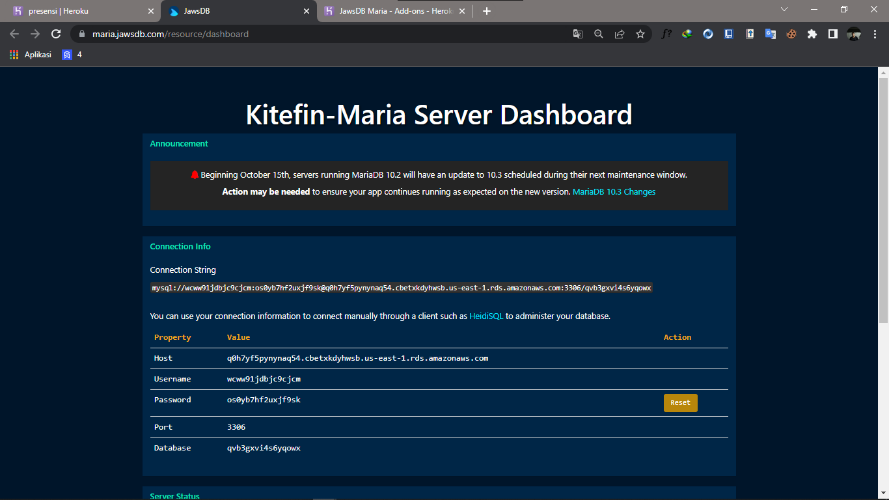 presensi | Heroku
JawsDB
JawsDB Maria - Add-ons - Heroku
maria.jawsdb.com/resource/dashboard
Aplikasi
4
Kitefin-Maria Server Dashboard
Announcement
Beginning October 15th, servers running MariaDB 10.2 will have an update to 10.3 scheduled during their next maintenance window.
Action may be needed to ensure your app continues running as expected on the new version. MariaDB 10.3 Changes
Connection Info
Connection String
mysql://wcww91jdbjc9cjcm:os0yb7hf2uxjf9sk@q0h7yf5pynynaq54.cbetxkdyhwsb.us-east-1.rds.amazonaws.com:3306/qvb3gxvi4s6yqowx
You can use your connection information to connect manually through a client such as HeidiSQL to administer your database.
Property Value Action
Host q0h7yf5pynynaq54.cbetxkdyhwsb.us-east-1.rds.amazonaws.com
Username wcww91jdbjc9cjcm
Password os0yb7hf2uxjf9sk Reset
Port 3306
Database qvb3gxvi4s6yqowx
Server Status